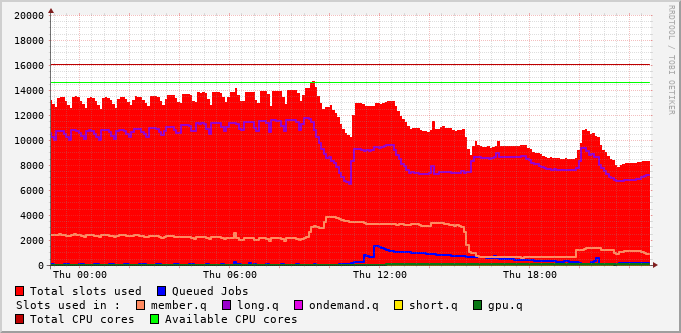 20000
18000
16000
14000
12000
10000
8000
6000
4000
2000
0
RRDTOOL / TOBI OETIKER
Thu 00:00 Thu 06:00 Thu 12:00 Thu 18:00
Total slots used Queued Jobs
Slots used in : member.q long.q ondemand.q short.q gpu.q
Total CPU cores Available CPU cores